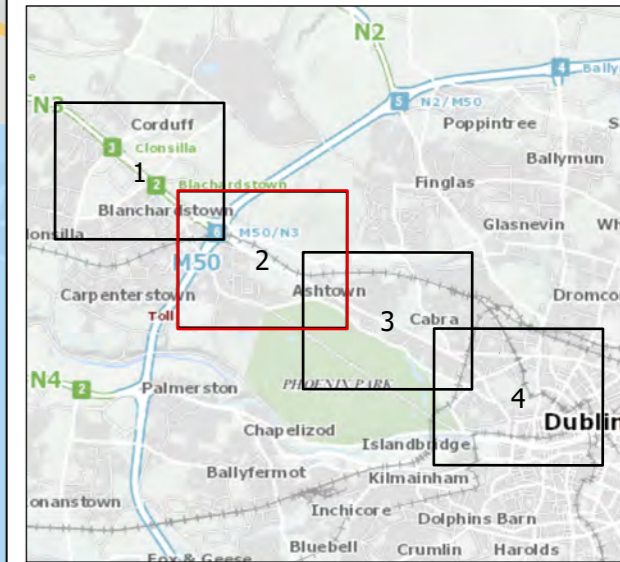 N2
4
Bally
N3
5
N2/M50
Corduff
Poppintree
S
3
Clonsilla
Ballymun
1
2
Blachardstown
Finglas
Blanchardstown
Glasnevin
Wh
lonsilla
6
M50/N3
M50
2
Carpenterstown
Ashtown
Dromco
Toll
3
Cabra
N4
2
Palmerston
PHOENIX PARK
4
Dublin
Chapelizod
Islandbridge
Ballyfermot
Kilmainham
onanstown
Inchicore
Dolphins Barn
Bluebell
Crumlin
Harolds
Fox & Geese